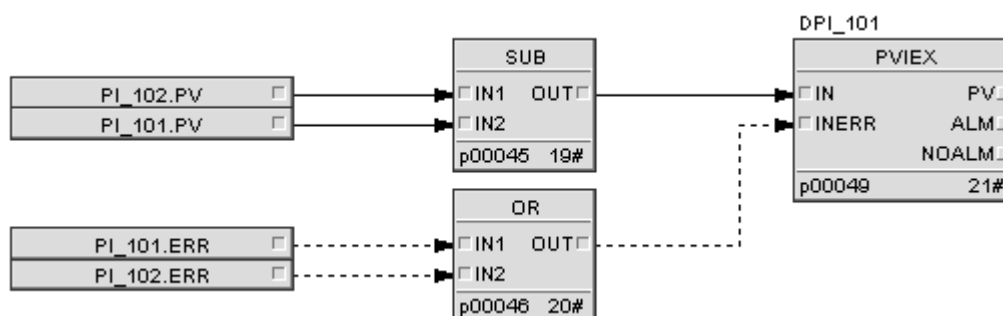 DPI_101
SUB
PVIEX
PI_102.PV
IN1 OUT
IN PV
PI_101.PV
IN2
INERR ALM
NOALM
p00045 19#
p00049 21#
OR
PI_101.ERR
IN1 OUT
PI_102.ERR
IN2
p00046 20#